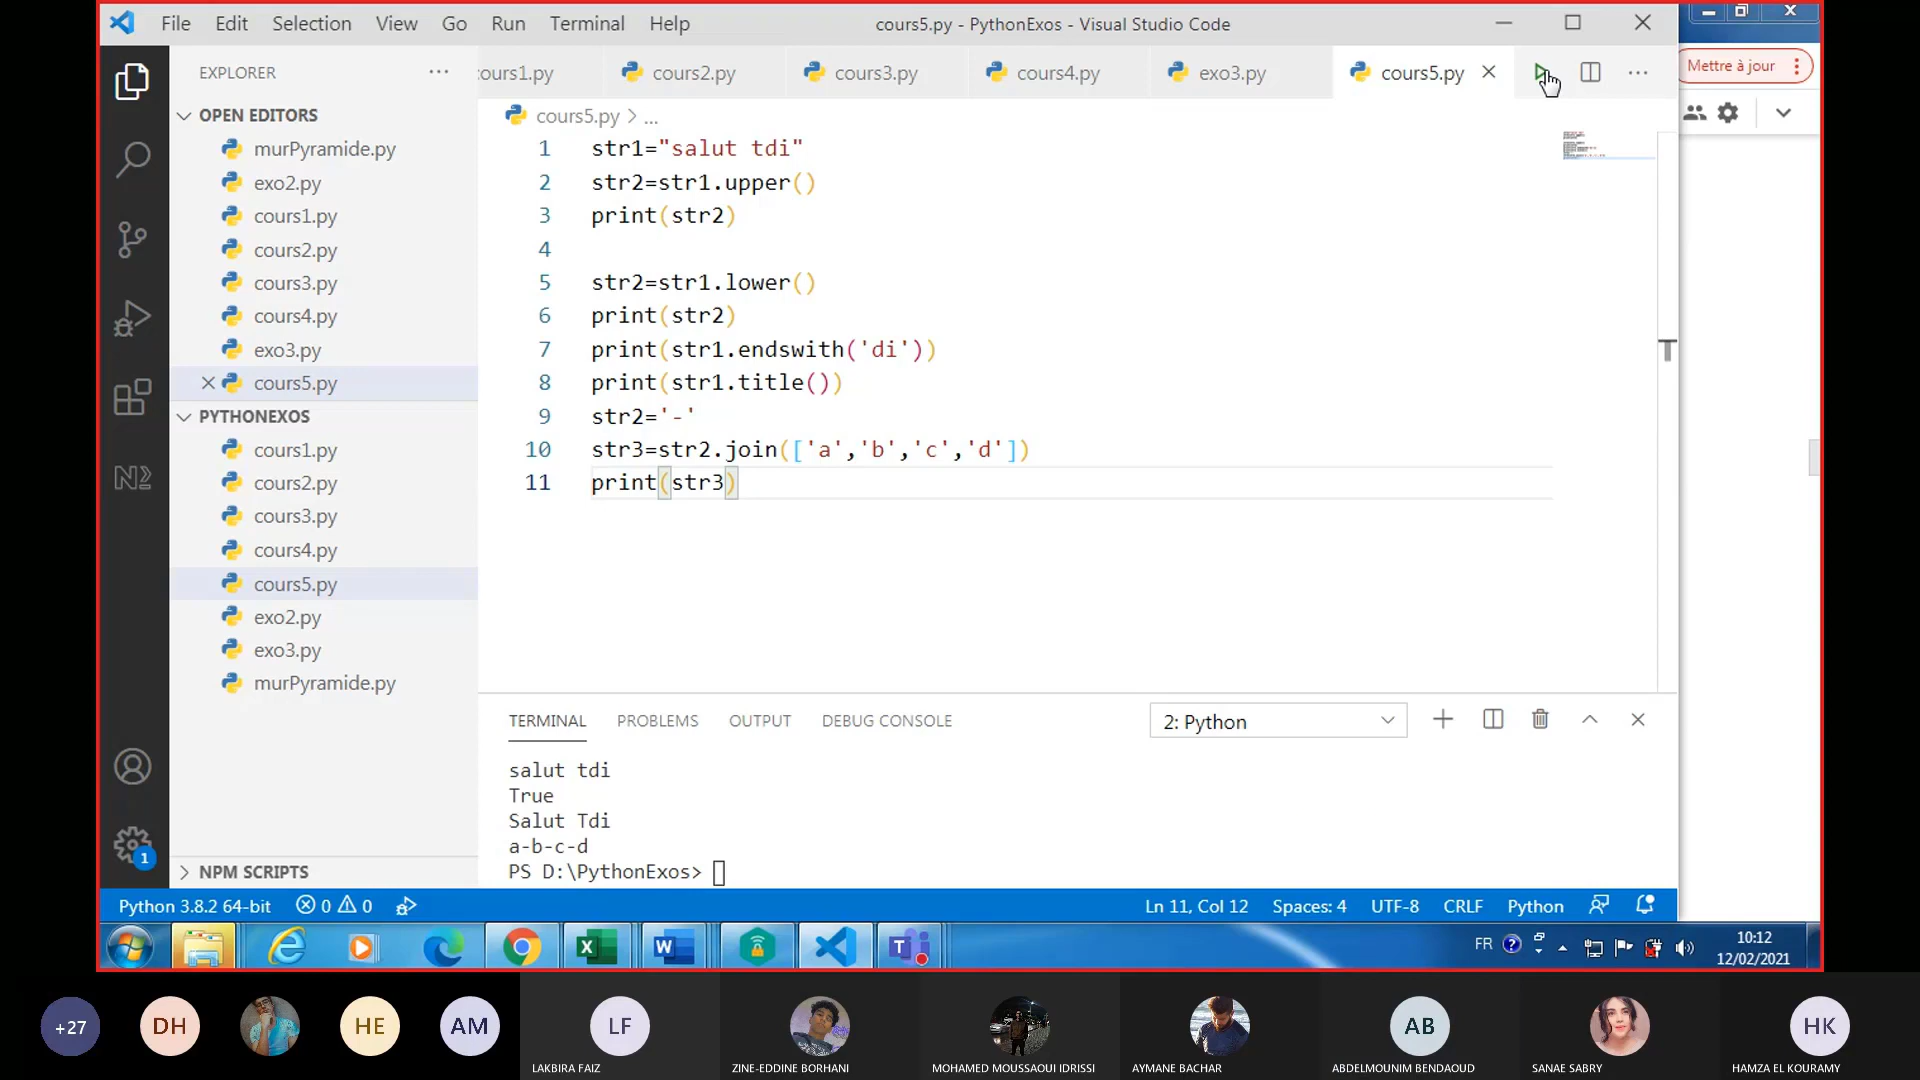 File Edit Selection View Go Run Terminal Help
cours5.py - PythonExos - Visual Studio Code
Mettre à jour
EXPLORER
ours1.py cours2.py cours3.py cours4.py exo3.py cours5.py
OPEN EDITORS
murPyramide.py
exo2.py
cours1.py
cours2.py
cours3.py
cours4.py
exo3.py
cours5.py
PYTHONEXOS
cours1.py
cours2.py
cours3.py
cours4.py
cours5.py
exo2.py
exo3.py
murPyramide.py
NPM SCRIPTS
1
cours5.py > ...
1 str1="salut tdi"
2 str2=str1.upper()
3 print(str2)
4
5 str2=str1.lower()
6 print(str2)
7 print(str1.endswith('di'))
8 print(str1.title())
9 str2='-'
10 str3=str2.join(['a','b','c','d'])
11 print(str3)
TERMINAL PROBLEMS OUTPUT DEBUG CONSOLE
2: Python
salut tdi
True
Salut Tdi
a-b-c-d
PS D:\PythonExos>
Python 3.8.2 64-bit 0 0
Ln 11, Col 12 Spaces: 4 UTF-8 CRLF Python
FR
10:12
12/02/2021
+27 DH HE AM LF AB HK
LAKBIRA FAIZ ZINE-EDDINE BORHANI MOHAMED MOUSSAOUI IDRISSI AYMANE BACHAR ABDELMOUNIM BENDAOUD SANAE SABRY HAMZA EL KOURAMY